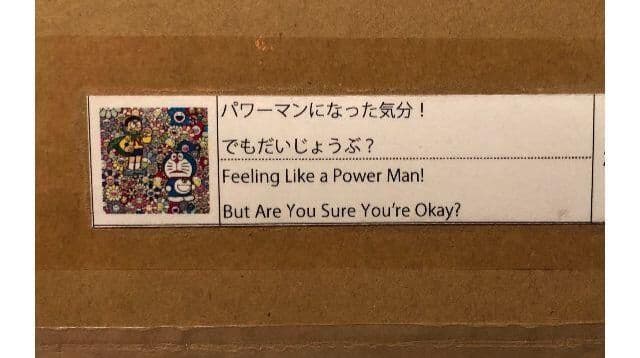 パワーマンになった気分！
でもだいじょうぶ？
Feeling Like a Power Man!
But Are You Sure You’re Okay?